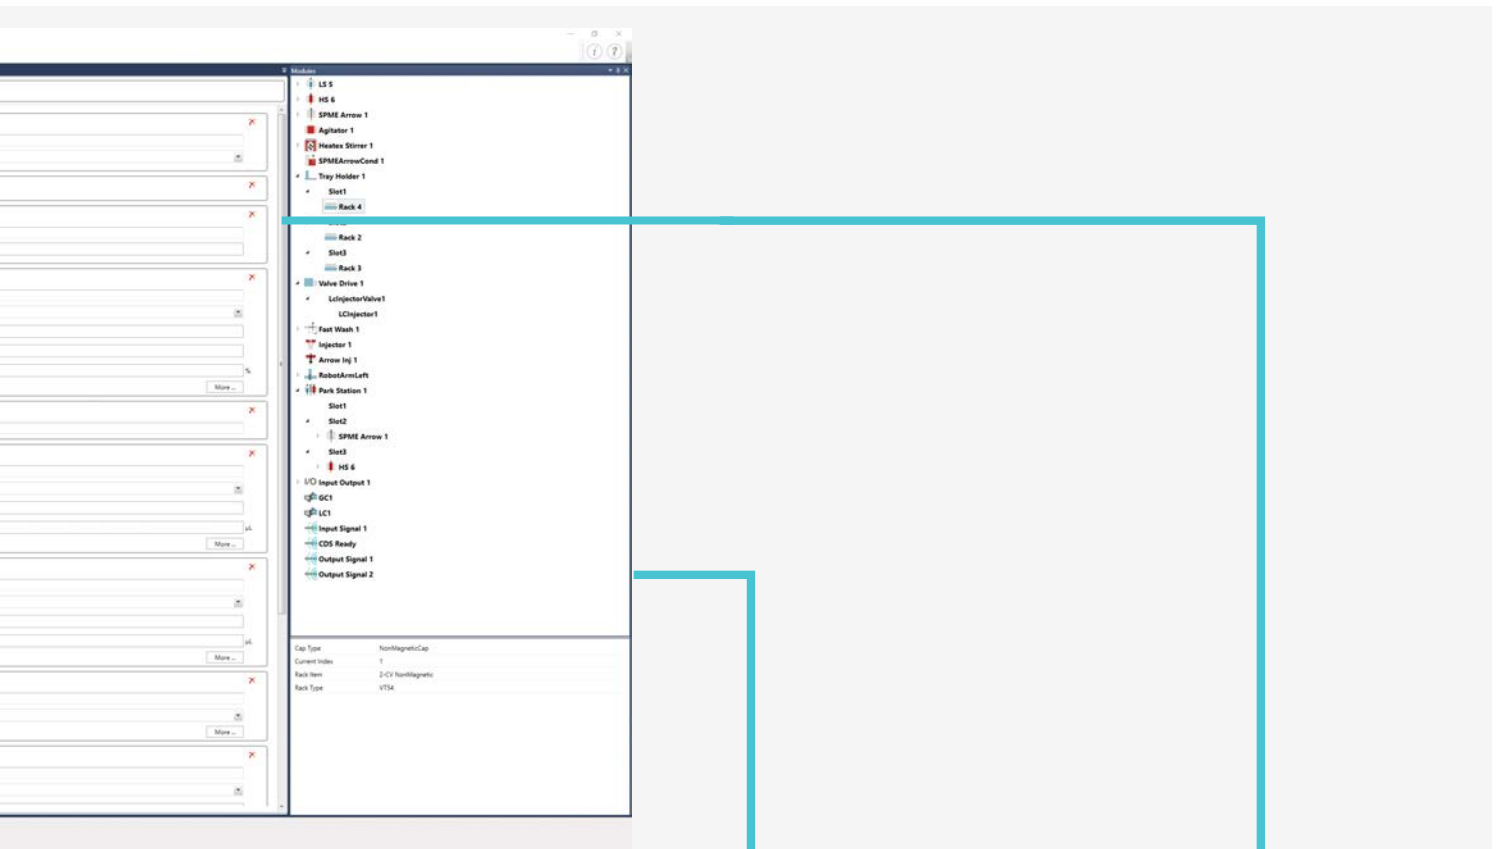 Modules
LS 5
HS 6
SPME Arrow 1
Agitator 1
Heatex Stirrer 1
SPMEArrowCond 1
Tray Holder 1
Slot1
Rack 4
Rack 2
Slot3
Rack 3
Valve Drive 1
LcInjectorValve1
LCInjector1
Fast Wash 1
Injector 1
Arrow Inj 1
%
RobotArmLeft
More ...
Park Station 1
Slot1
Slot2
SPME Arrow 1
Slot3
HS 6
I/O Input Output 1
GC1
LC1
µL
Input Signal 1
More ...
CDS Ready
Output Signal 1
Output Signal 2
µL
Cap Type NonMagneticCap
More ...
Current Index 1
Rack Item 2-CV NonMagnetic
Rack Type VT54
More ...